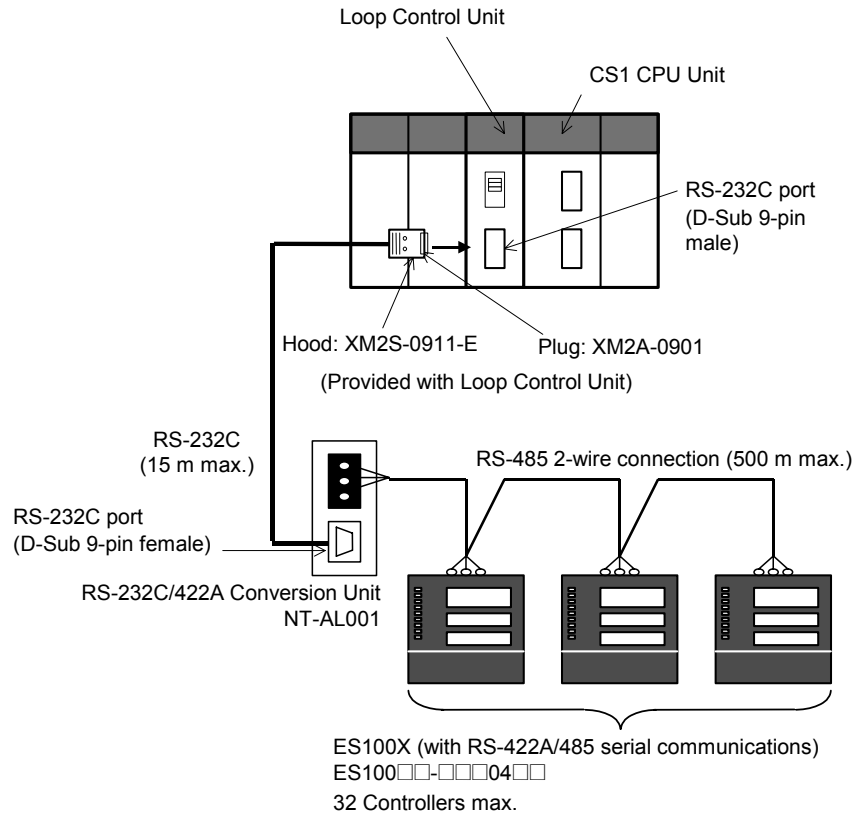 Loop Control Unit
CS1 CPU Unit
RS-232C port
(D-Sub 9-pin
male)
Hood: XM2S-0911-E
Plug: XM2A-0901
(Provided with Loop Control Unit)
RS-232C
(15 m max.)
RS-485 2-wire connection (500 m max.)
RS-232C port
(D-Sub 9-pin female)
RS-232C/422A Conversion Unit
NT-AL001
ES100X (with RS-422A/485 serial communications)
ES100□□-□□□04□□
32 Controllers max.